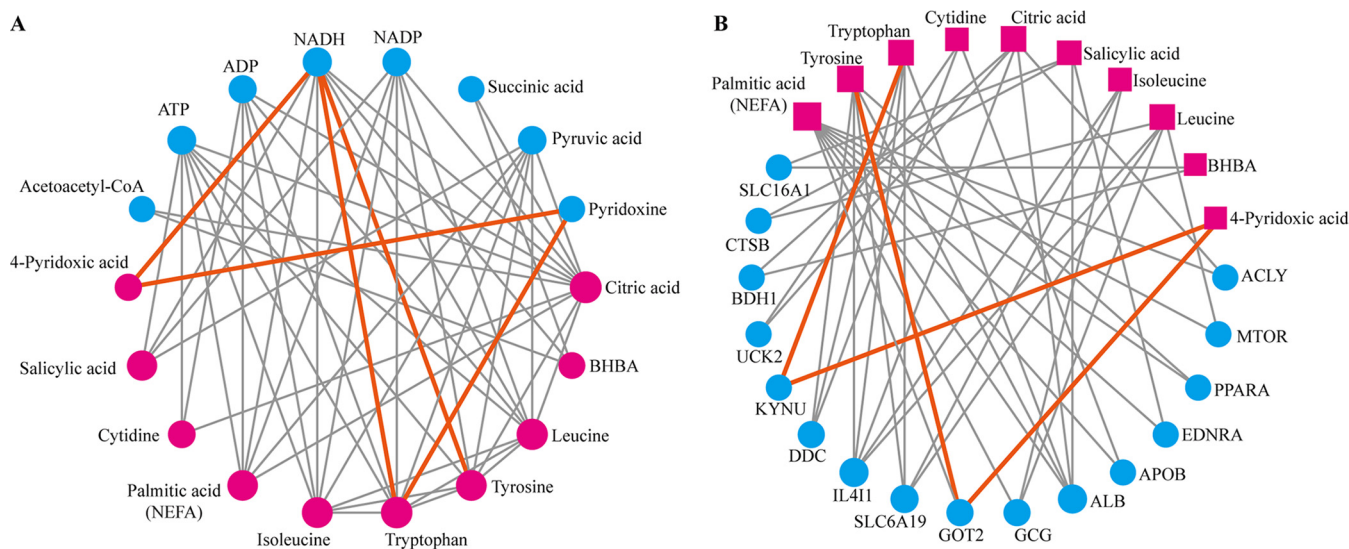 A
NADH
NADP
ADP
Succinic acid
ATP
Pyruvic acid
Acetoacetyl-CoA
Pyridoxine
4-Pyridoxic acid
Citric acid
Salicylic acid
BHBA
Cytidine
Leucine
Palmitic acid
(NEFA)
Tyrosine
Isoleucine
Tryptophan
B
Cytidine
Citric acid
Tryptophan
Salicylic acid
Tyrosine
Isoleucine
Palmitic acid
(NEFA)
Leucine
BHBA
SLC16A1
4-Pyridoxic acid
CTSB
ACLY
BDH1
MTOR
UCK2
PPARA
KYNU
EDNRA
DDC
APOB
IL4I1
ALB
SLC6A19
GOT2
GCG